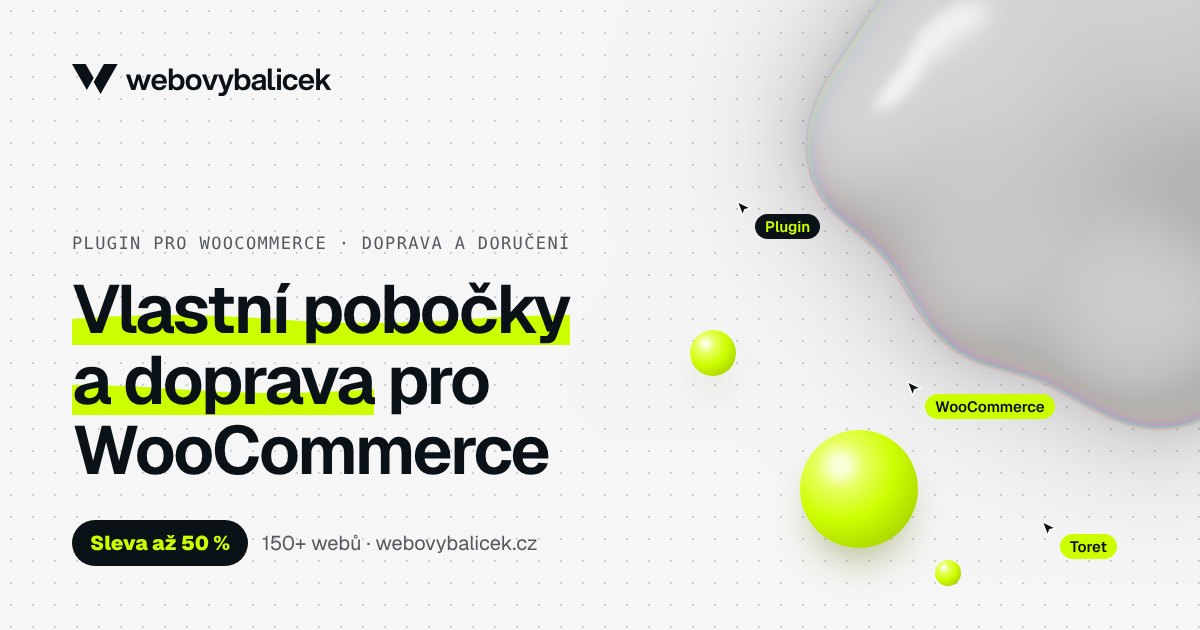 webovybalicek
PLUGIN PRO WOOCOMMERCE · DOPRAVA A DORUČENÍ
Vlastní pobočky
a doprava pro
WooCommerce
Sleva až 50 %
150+ webů · webovybalicek.cz
Plugin
WooCommerce
Toret